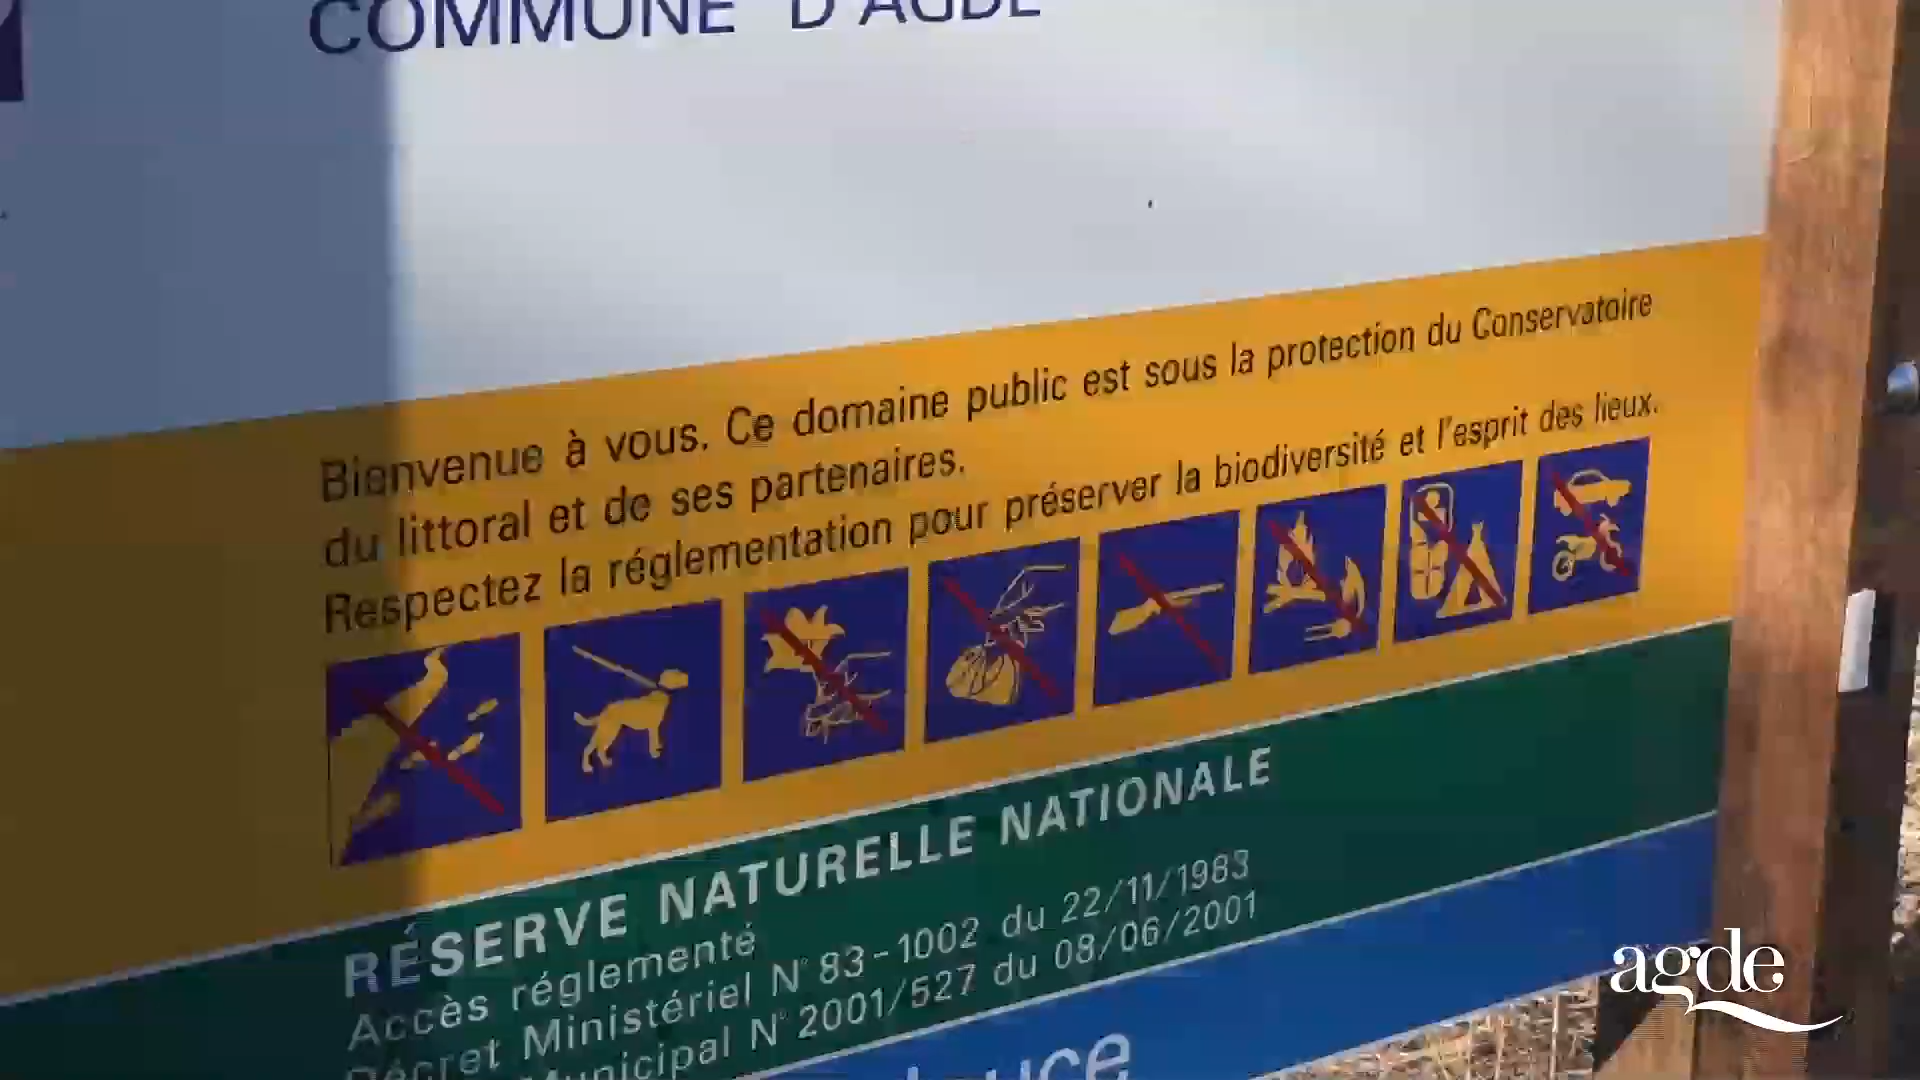 COMMUNE D'AGDE
Bienvenue à vous. Ce domaine public est sous la protection du Conservatoire
du littoral et de ses partenaires.
Respectez la réglementation pour préserver la biodiversité et l'esprit des lieux.
RÉSERVE NATURELLE NATIONALE
Accès réglementé
Décret Ministériel N° 83-1002 du 22/11/1983
Municipal N° 2001/527 du 08/06/2001
agde